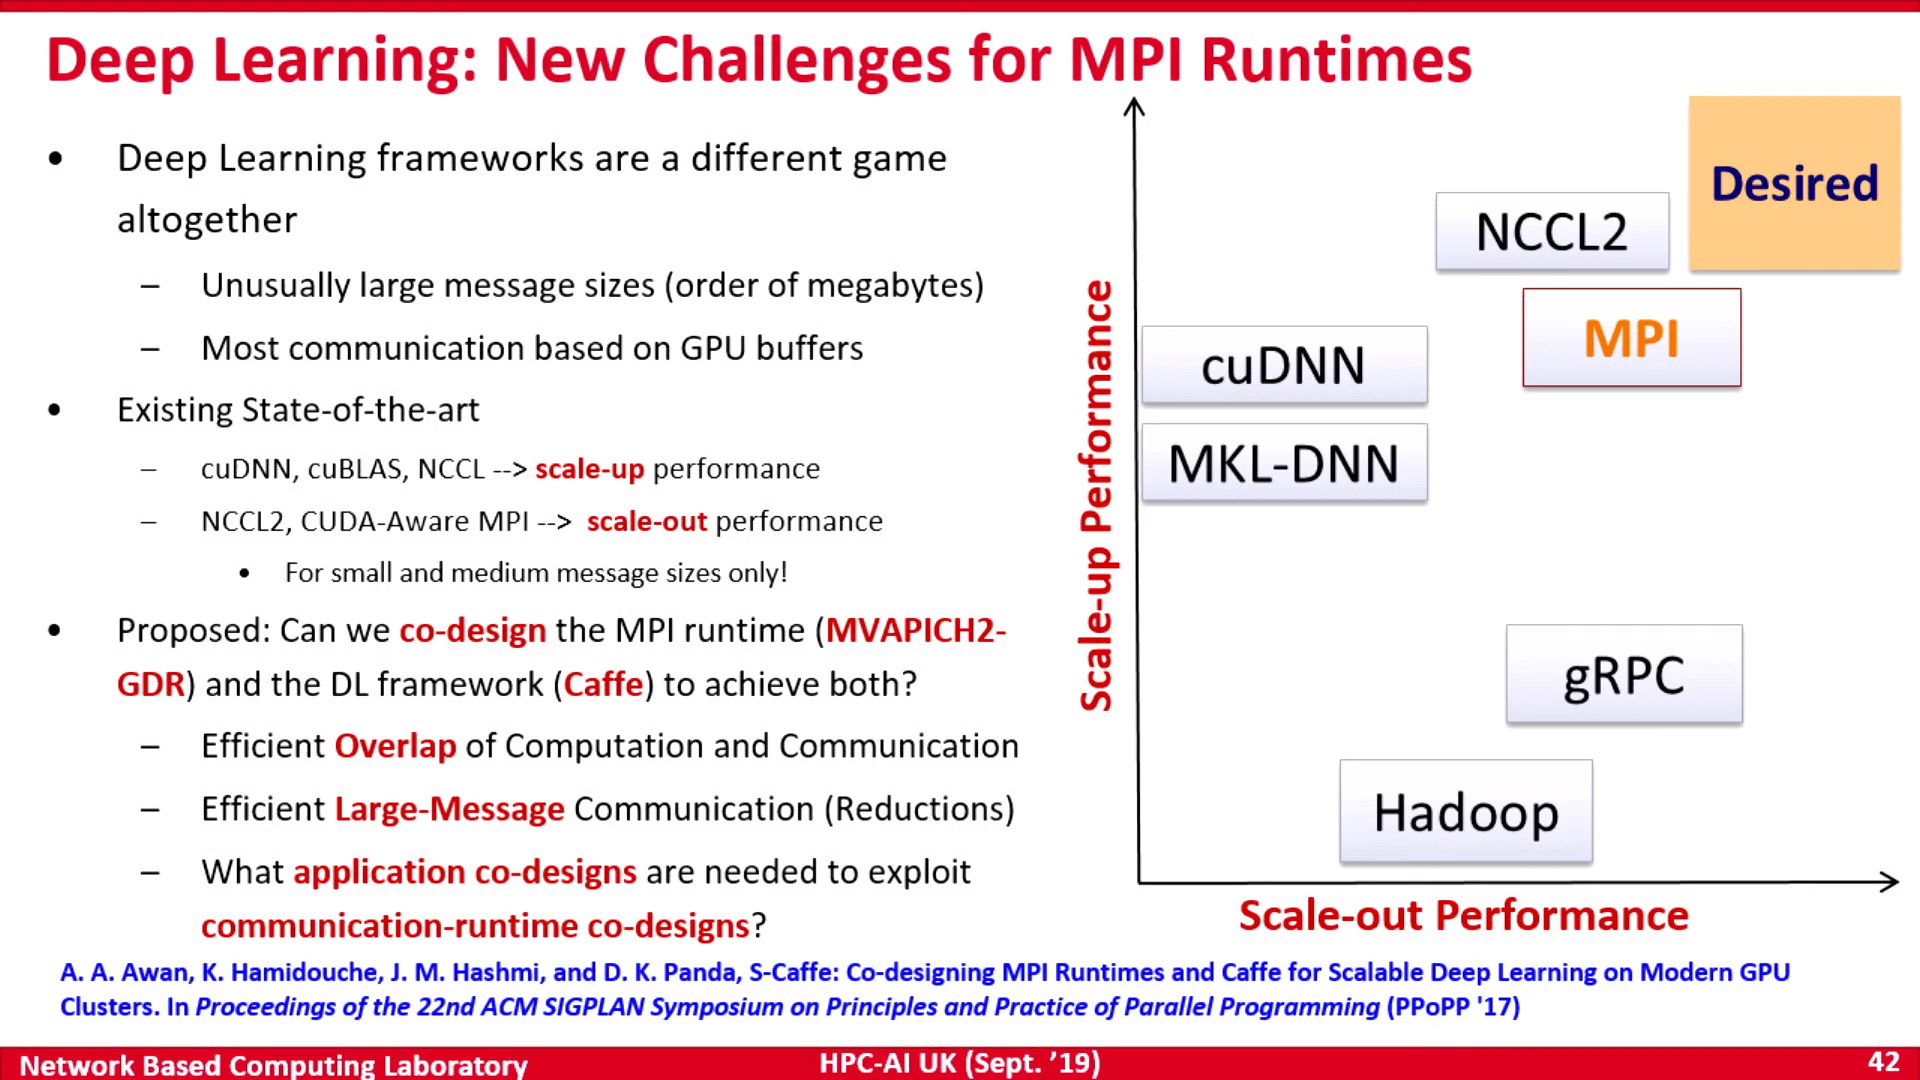 Deep Learning: New Challenges for MPI Runtimes
• Deep Learning frameworks are a different game
altogether
– Unusually large message sizes (order of megabytes)
– Most communication based on GPU buffers
• Existing State-of-the-art
– cuDNN, cuBLAS, NCCL --> scale-up performance
– NCCL2, CUDA-Aware MPI --> scale-out performance
• For small and medium message sizes only!
• Proposed: Can we co-design the MPI runtime (MVAPICH2-
GDR) and the DL framework (Caffe) to achieve both?
– Efficient Overlap of Computation and Communication
– Efficient Large-Message Communication (Reductions)
– What application co-designs are needed to exploit
communication-runtime co-designs?
Scale-up Performance
Desired
NCCL2
MPI
cuDNN
MKL-DNN
gRPC
Hadoop
Scale-out Performance
A. A. Awan, K. Hamidouche, J. M. Hashmi, and D. K. Panda, S-Caffe: Co-designing MPI Runtimes and Caffe for Scalable Deep Learning on Modern GPU
Clusters. In Proceedings of the 22nd ACM SIGPLAN Symposium on Principles and Practice of Parallel Programming (PPoPP '17)
Network Based Computing Laboratory
HPC-AI UK (Sept. ’19)
42